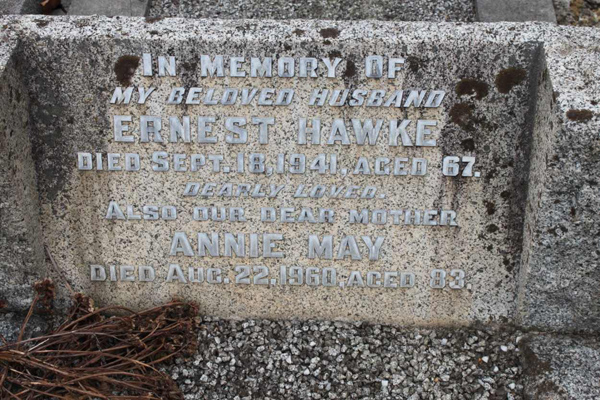 IN MEMORY OF
MY BELOVED HUSBAND
ERNEST HAWKE
DIED SEPT. 18, 1941, AGED 67.
DEARLY LOVED.
ALSO OUR DEAR MOTHER
ANNIE MAY
DIED AUG. 22, 1960, AGED 83.